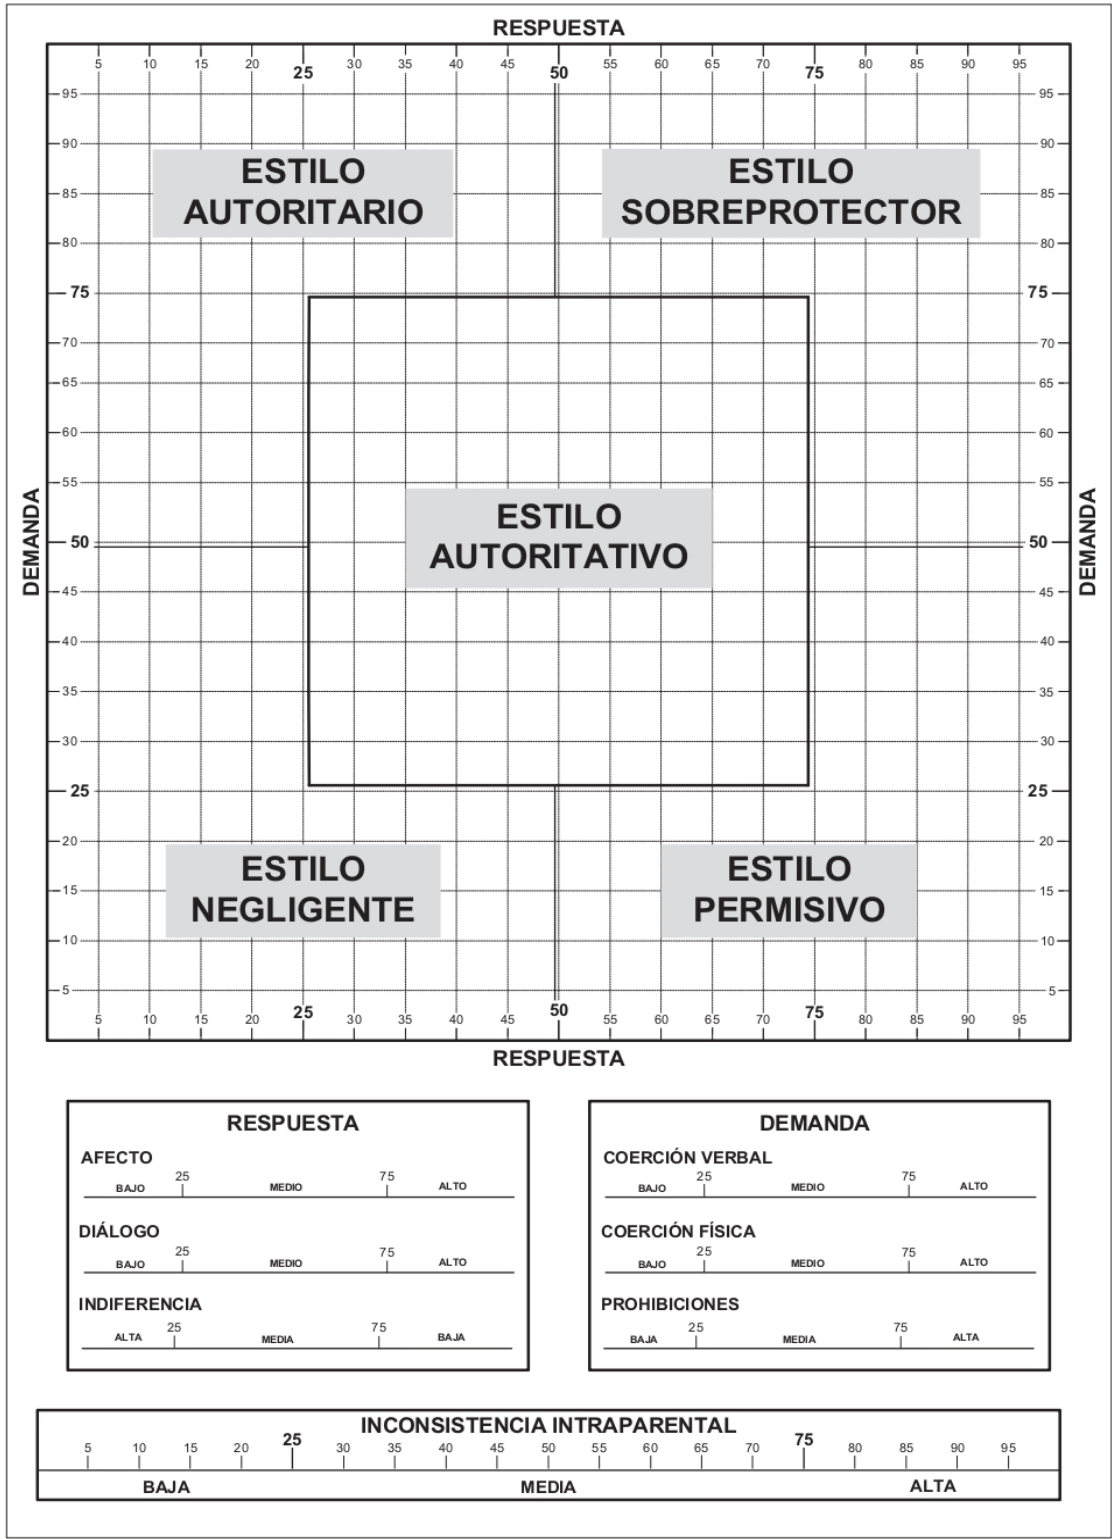 RESPUESTA
5 10 15 20 25 30 35 40 45 50 55 60 65 70 75 80 85 90 95
95 95
90 90
ESTILO AUTORITARIO
ESTILO SOBREPROTECTOR
85 85
80 80
75 75
70 70
65 65
60 60
55 55
ESTILO AUTORITATIVO
DEMANDA
DEMANDA
50 50
45 45
40 40
35 35
30 30
25 25
20 20
ESTILO NEGLIGENTE
ESTILO PERMISIVO
15 15
10 10
5 5
5 10 15 20 25 30 35 40 45 50 55 60 65 70 75 80 85 90 95
RESPUESTA
RESPUESTA
AFECTO
25 75
BAJO MEDIO ALTO
DIÁLOGO
25 75
BAJO MEDIO ALTO
INDIFERENCIA
25 75
ALTA MEDIA BAJA
DEMANDA
COERCIÓN VERBAL
25 75
BAJO MEDIO ALTO
COERCIÓN FÍSICA
25 75
BAJO MEDIO ALTO
PROHIBICIONES
25 75
BAJA MEDIA ALTA
INCONSISTENCIA INTRAPARENTAL
5 10 15 20 25 30 35 40 45 50 55 60 65 70 75 80 85 90 95
BAJA MEDIA ALTA